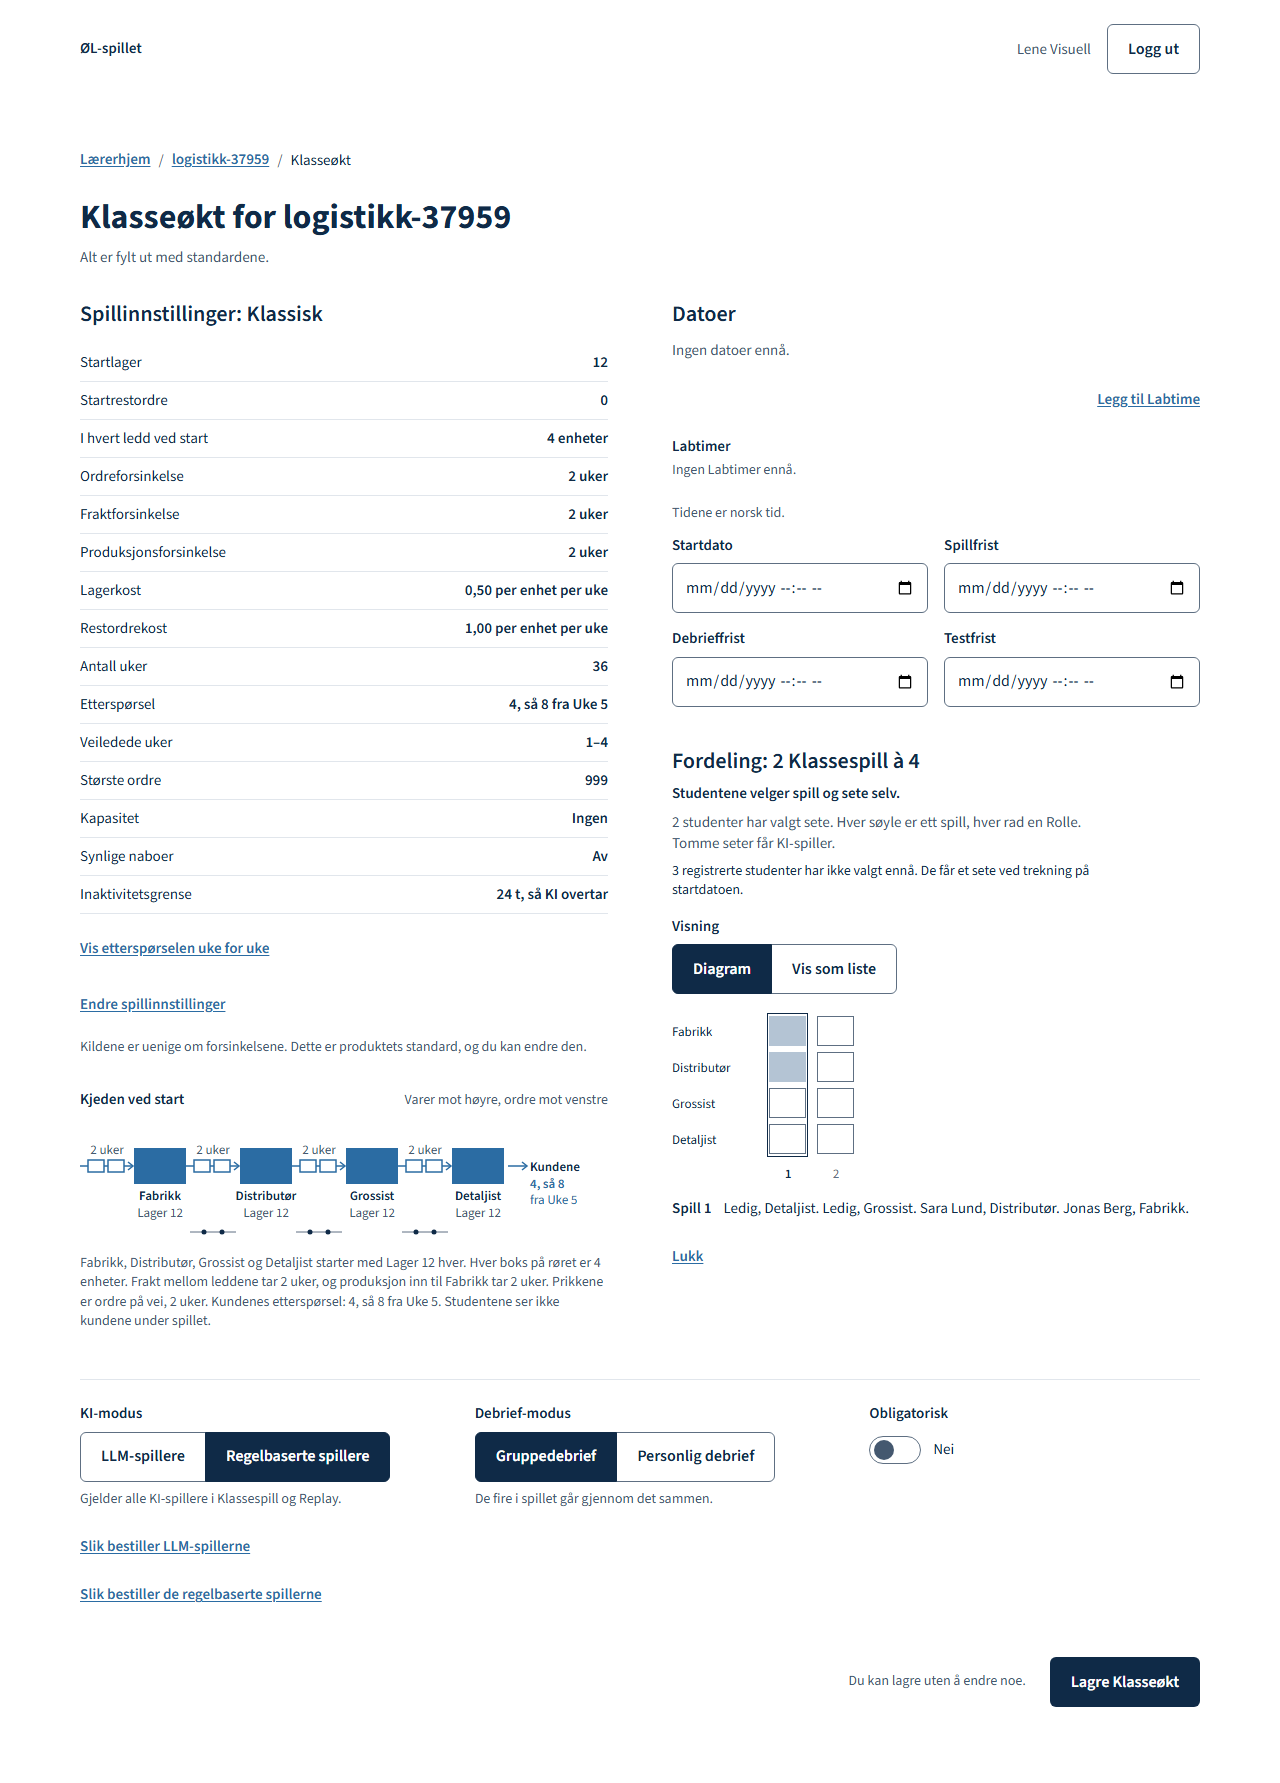 ØL-spillet
Lene Visuell
Logg ut
Lærerhjem / logistikk-37959 / Klasseøkt
Klasseøkt for logistikk-37959
Alt er fylt ut med standardene.
Spillinnstillinger: Klassisk
Startlager 12
Startrestordre 0
I hvert ledd ved start 4 enheter
Ordreforsinkelse 2 uker
Fraktforsinkelse 2 uker
Produksjonsforsinkelse 2 uker
Lagerkost 0,50 per enhet per uke
Restordrekost 1,00 per enhet per uke
Antall uker 36
Etterspørsel 4, så 8 fra Uke 5
Veiledede uker 1–4
Største ordre 999
Kapasitet Ingen
Synlige naboer Av
Inaktivitetsgrense 24 t, så KI overtar
Vis etterspørselen uke for uke
Endre spillinnstillinger
Kildene er uenige om forsinkelsene. Dette er produktets standard, og du kan endre den.
Kjeden ved start
Varer mot høyre, ordre mot venstre
2 uker 2 uker 2 uker 2 uker
Kundene
4, så 8
fra Uke 5
Fabrikk Distributør Grossist Detaljist
Lager 12 Lager 12 Lager 12 Lager 12
Fabrikk, Distributør, Grossist og Detaljist starter med Lager 12 hver. Hver boks på røret er 4
enheter. Frakt mellom leddene tar 2 uker, og produksjon inn til Fabrikk tar 2 uker. Prikkene
er ordre på vei, 2 uker. Kundenes etterspørsel: 4, så 8 fra Uke 5. Studentene ser ikke
kundene under spillet.
Datoer
Ingen datoer ennå.
Legg til Labtime
Labtimer
Ingen Labtimer ennå.
Tidene er norsk tid.
Startdato Spillfrist
mm/dd/yyyy --:-- -- mm/dd/yyyy --:-- --
Debrieffrist Testfrist
mm/dd/yyyy --:-- -- mm/dd/yyyy --:-- --
Fordeling: 2 Klassespill à 4
Studentene velger spill og sete selv.
2 studenter har valgt sete. Hver søyle er ett spill, hver rad en Rolle.
Tomme seter får KI-spiller.
3 registrerte studenter har ikke valgt ennå. De får et sete ved trekning på
startdatoen.
Visning
Diagram Vis som liste
Fabrikk
Distributør
Grossist
Detaljist
1 2
Spill 1 Ledig, Detaljist. Ledig, Grossist. Sara Lund, Distributør. Jonas Berg, Fabrikk.
Lukk
KI-modus
LLM-spillere Regelbaserte spillere
Gjelder alle KI-spillere i Klassespill og Replay.
Slik bestiller LLM-spillerne
Slik bestiller de regelbaserte spillerne
Debrief-modus
Gruppedebrief Personlig debrief
De fire i spillet går gjennom det sammen.
Obligatorisk
Nei
Du kan lagre uten å endre noe.
Lagre Klasseøkt